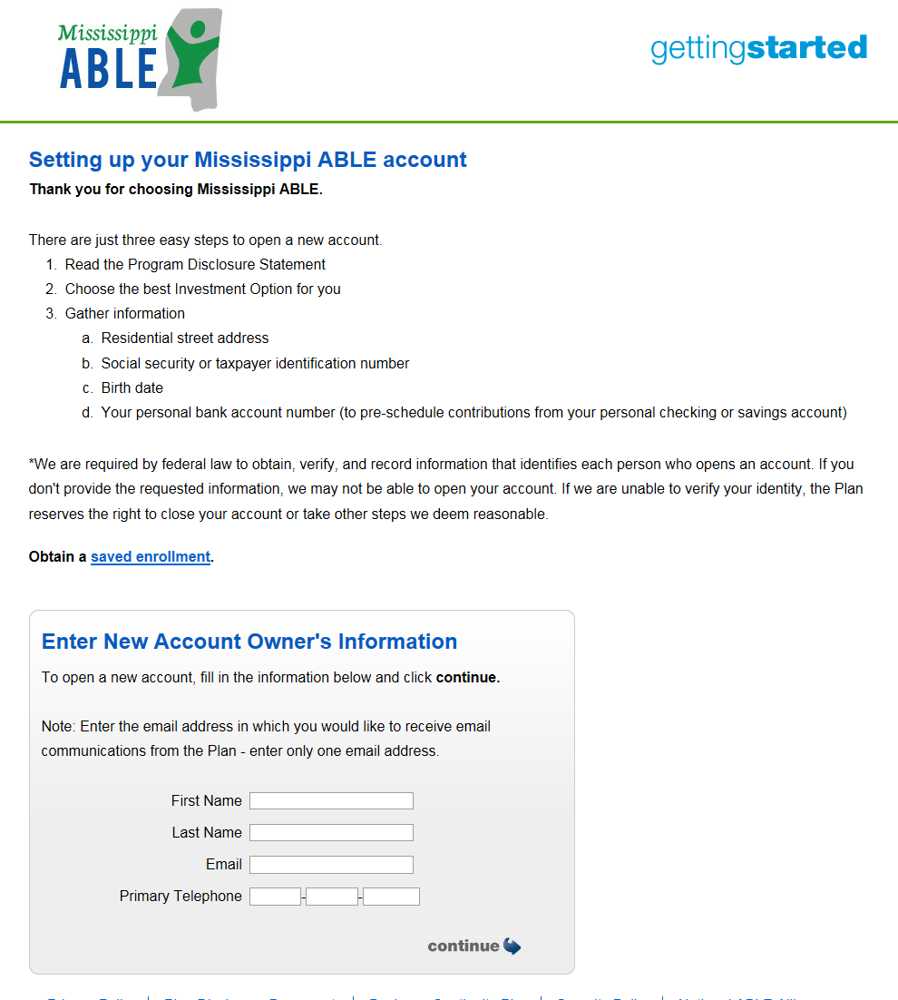 Mississippi
ABLE
gettingstarted
Setting up your Mississippi ABLE account
Thank you for choosing Mississippi ABLE.
There are just three easy steps to open a new account.
1. Read the Program Disclosure Statement
2. Choose the best Investment Option for you
3. Gather information
a. Residential street address
b. Social security or taxpayer identification number
c. Birth date
d. Your personal bank account number (to pre-schedule contributions from your personal checking or savings account)
*We are required by federal law to obtain, verify, and record information that identifies each person who opens an account. If you
don't provide the requested information, we may not be able to open your account. If we are unable to verify your identity, the Plan
reserves the right to close your account or take other steps we deem reasonable.
Obtain a saved enrollment.
Enter New Account Owner's Information
To open a new account, fill in the information below and click continue.
Note: Enter the email address in which you would like to receive email
communications from the Plan - enter only one email address.
First Name
Last Name
Email
Primary Telephone - -
continue